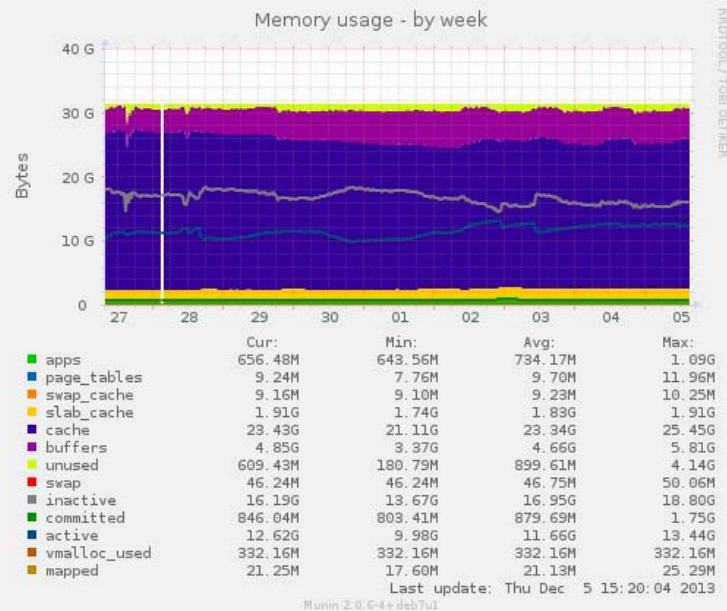 Memory usage - by week
RRDTOOL / TOBI OETIKER
40 G
30 G
20 G
10 G
0
Bytes
27 28 29 30 01 02 03 04 05
Cur: Min: Avg: Max:
apps 656.48M 643.56M 734.17M 1.09G
page_tables 9.24M 7.76M 9.70M 11.96M
swap_cache 9.16M 9.10M 9.23M 10.25M
slab_cache 1.91G 1.74G 1.83G 1.91G
cache 23.43G 21.11G 23.34G 25.45G
buffers 4.85G 3.37G 4.66G 5.81G
unused 609.43M 180.79M 899.61M 4.14G
swap 46.24M 46.24M 46.75M 50.06M
inactive 16.19G 13.67G 16.95G 18.80G
committed 846.04M 803.41M 879.69M 1.75G
active 12.62G 9.98G 11.66G 13.44G
vmalloc_used 332.16M 332.16M 332.16M 332.16M
mapped 21.25M 17.60M 21.13M 25.29M
Last update: Thu Dec 5 15:20:04 2013
Munin 2.0.6-4+deb7u1